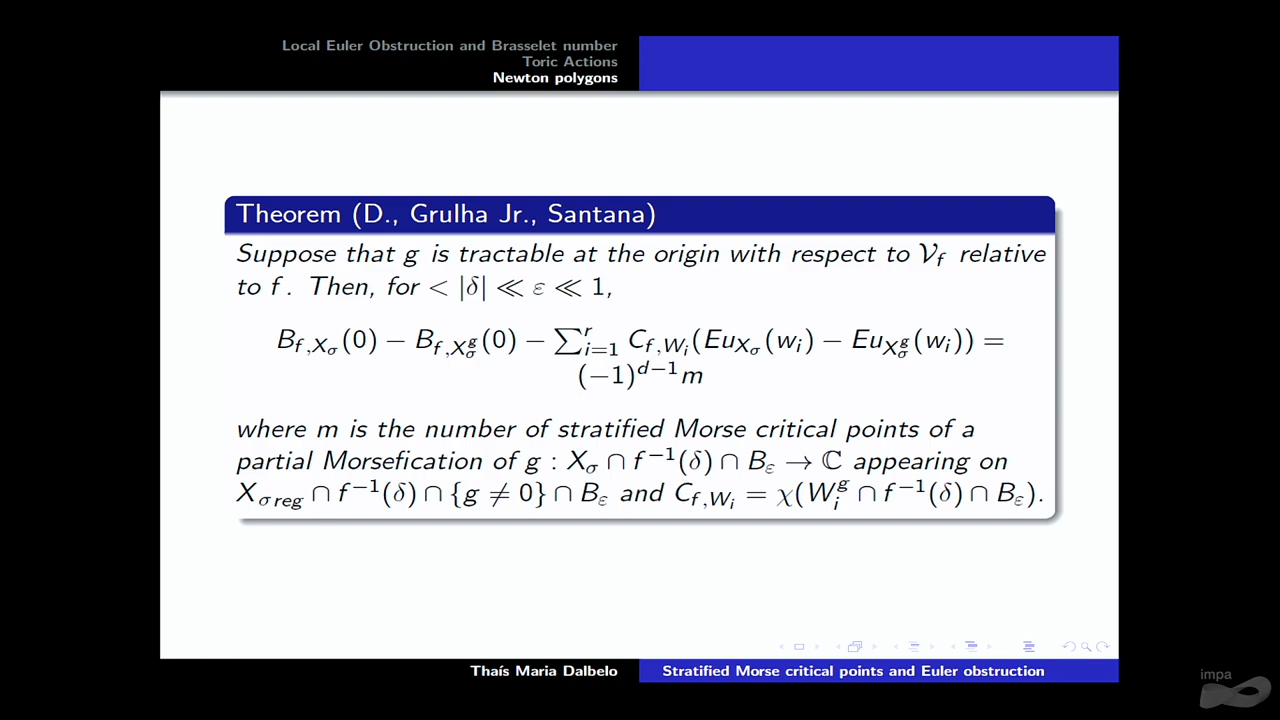 Local Euler Obstruction and Brasselet number
Toric Actions
Newton polygons
Theorem (D., Grulha Jr., Santana)
Suppose that g is tractable at the origin with respect to 𝒱_f relative
to f. Then, for < |δ| ≪ ε ≪ 1,
B_{f,X_σ}(0) − B_{f,X_σ^g}(0) − ∑_{i=1}^r C_{f,W_i}(Eu_{X_σ}(w_i) − Eu_{X_σ^g}(w_i)) =
(−1)^{d−1}m
where m is the number of stratified Morse critical points of a
partial Morsefication of g : X_σ ∩ f^{−1}(δ) ∩ B_ε → ℂ appearing on
X_{σ reg} ∩ f^{−1}(δ) ∩ {g ≠ 0} ∩ B_ε and C_{f,W_i} = χ(W_i^g ∩ f^{−1}(δ) ∩ B_ε).
Thaís Maria Dalbelo
Stratified Morse critical points and Euler obstruction
impa